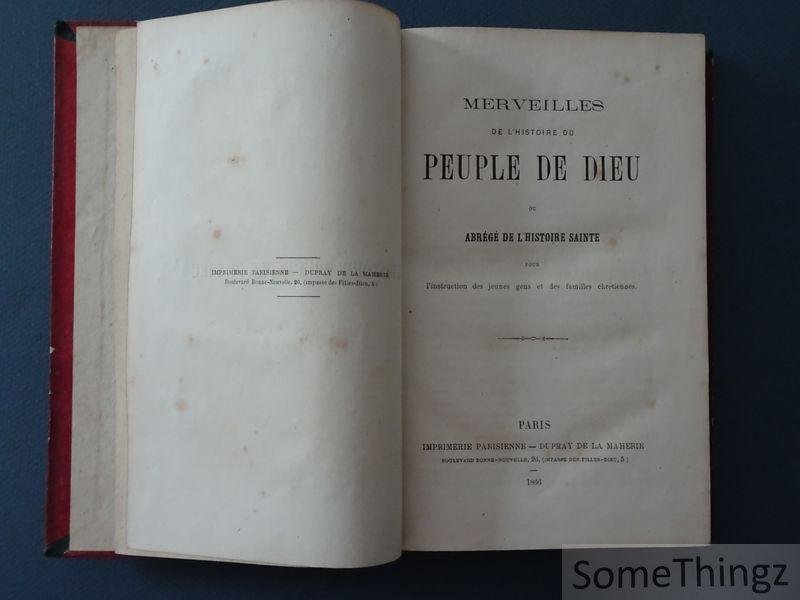 IMPRIMERIE PARISIENNE — DUPRAY DE LA MAHERIE
Boulevard Bonne-Nouvelle, 26, (impasse des Filles-Dieu, 5)
MERVEILLES
DE L'HISTOIRE DU
PEUPLE DE DIEU
OU
ABRÉGÉ DE L'HISTOIRE SAINTE
POUR
l'instruction des jeunes gens et des familles chretiennes.
PARIS
IMPRIMERIE PARISIENNE — DUPRAY DE LA MAHERIE
BOULEVARD BONNE-NOUVELLE, 26, (IMPASSE DES FILLES-DIEU, 5)
1866
SomeThingz